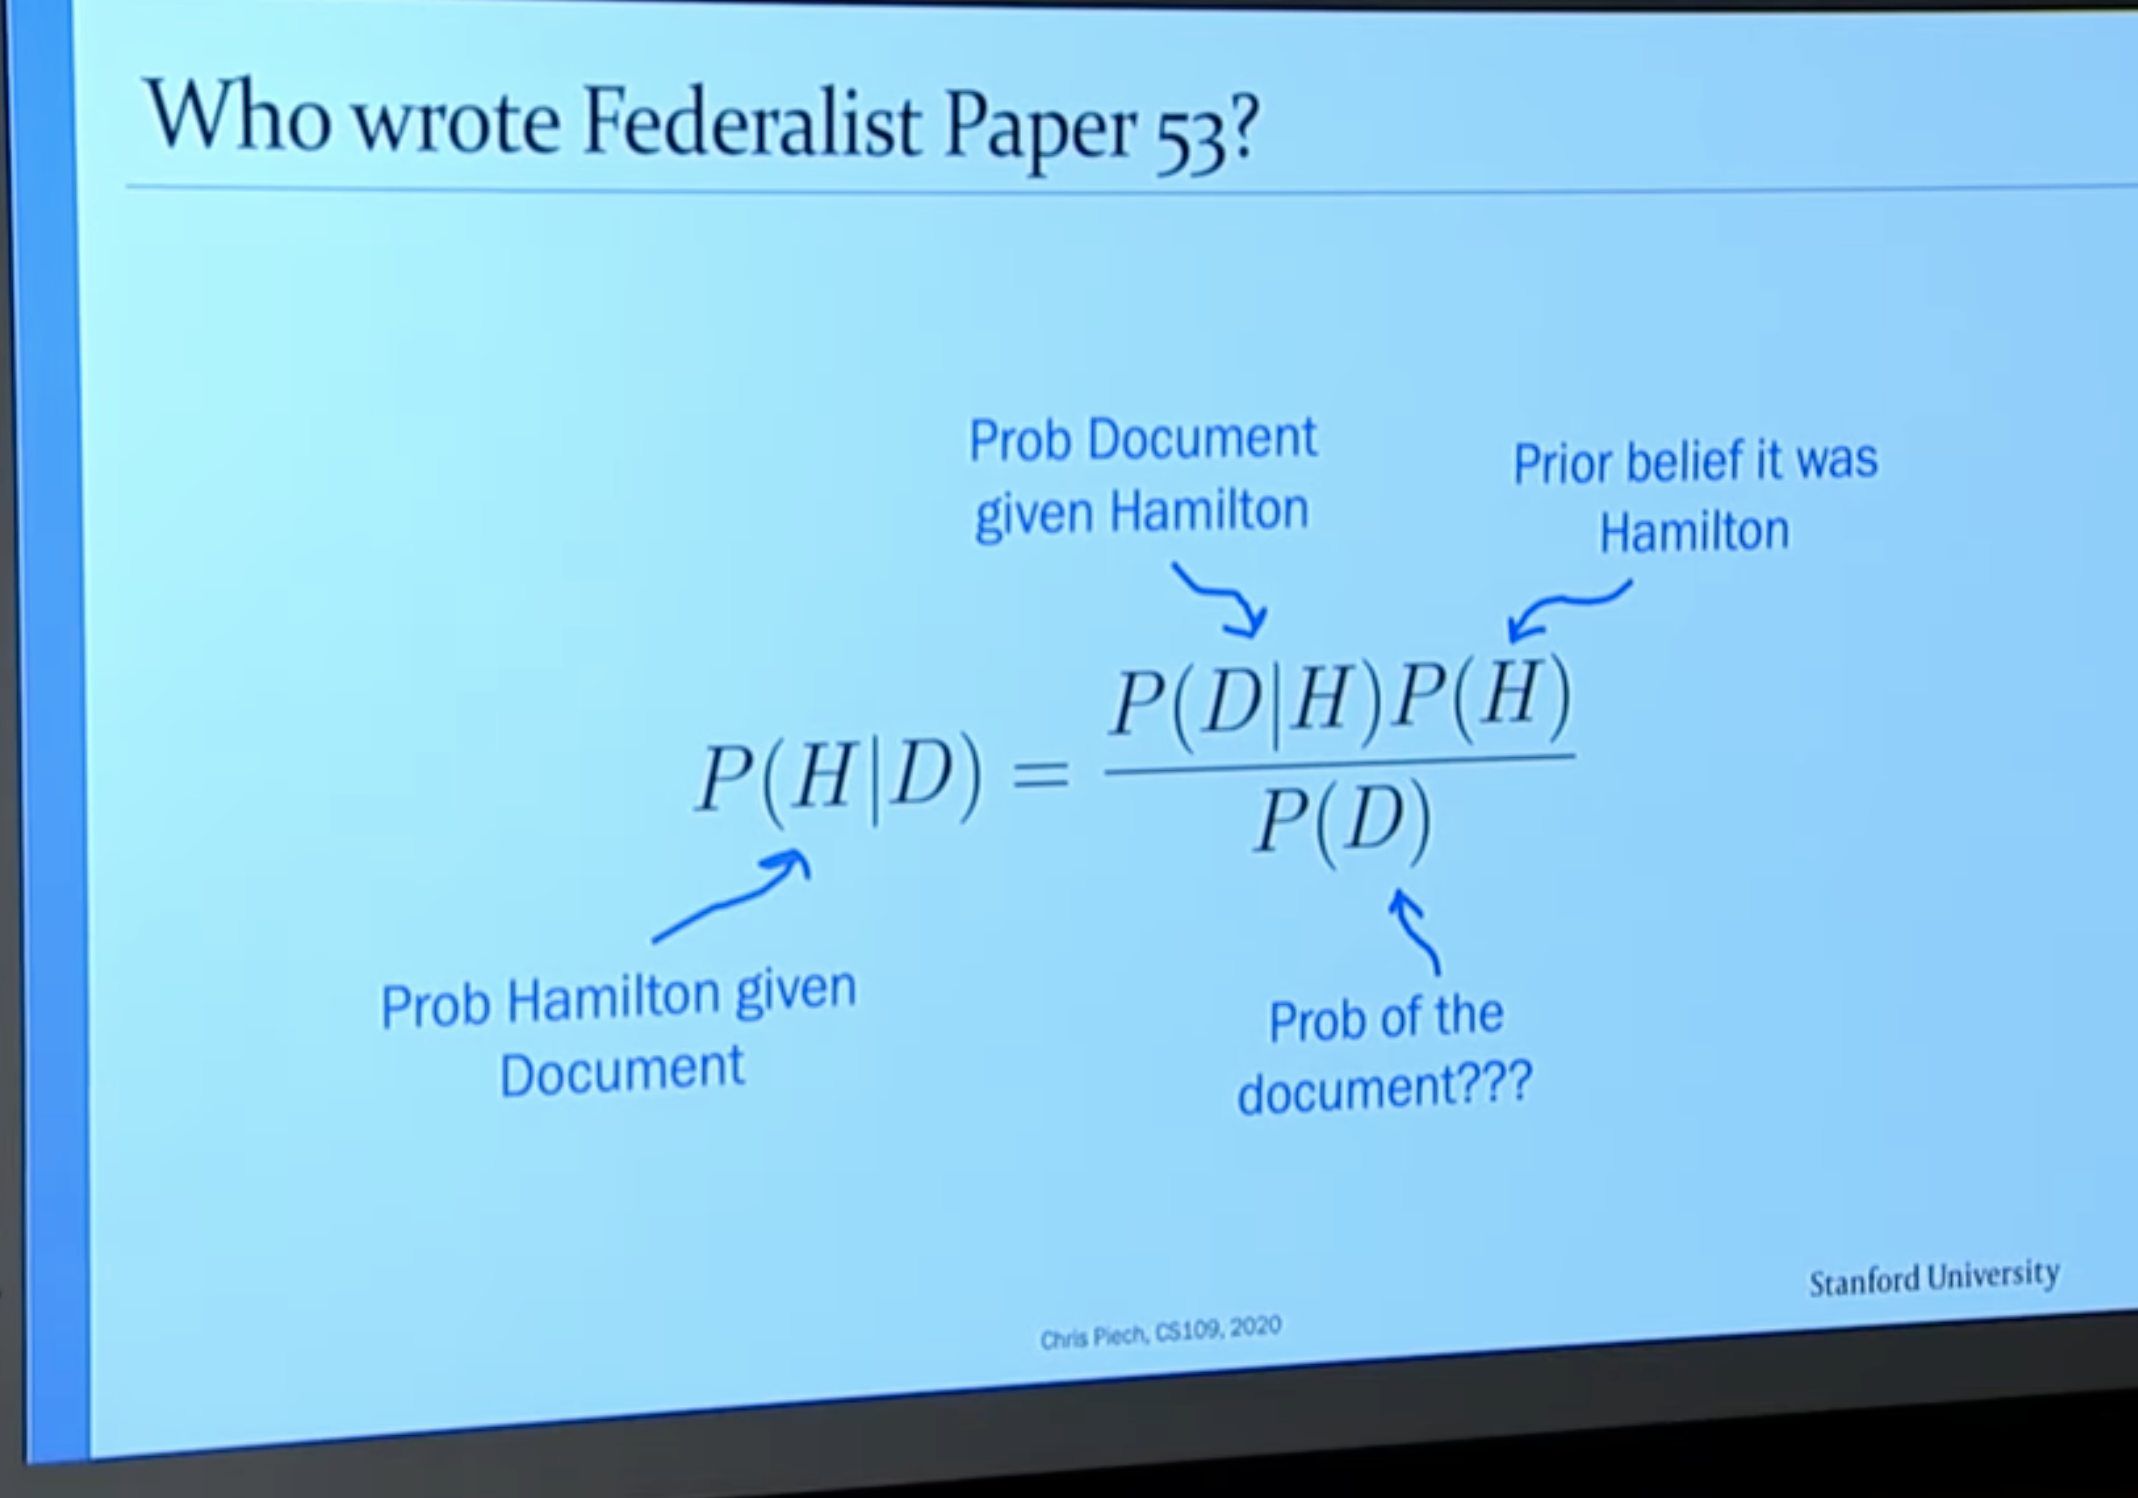 Who wrote Federalist Paper 53?
Prob Document
given Hamilton
Prior belief it was
Hamilton
P(H|D) = P(D|H)P(H) / P(D)
Prob Hamilton given
Document
Prob of the
document???
Stanford University
Chris Piech, CS109, 2020